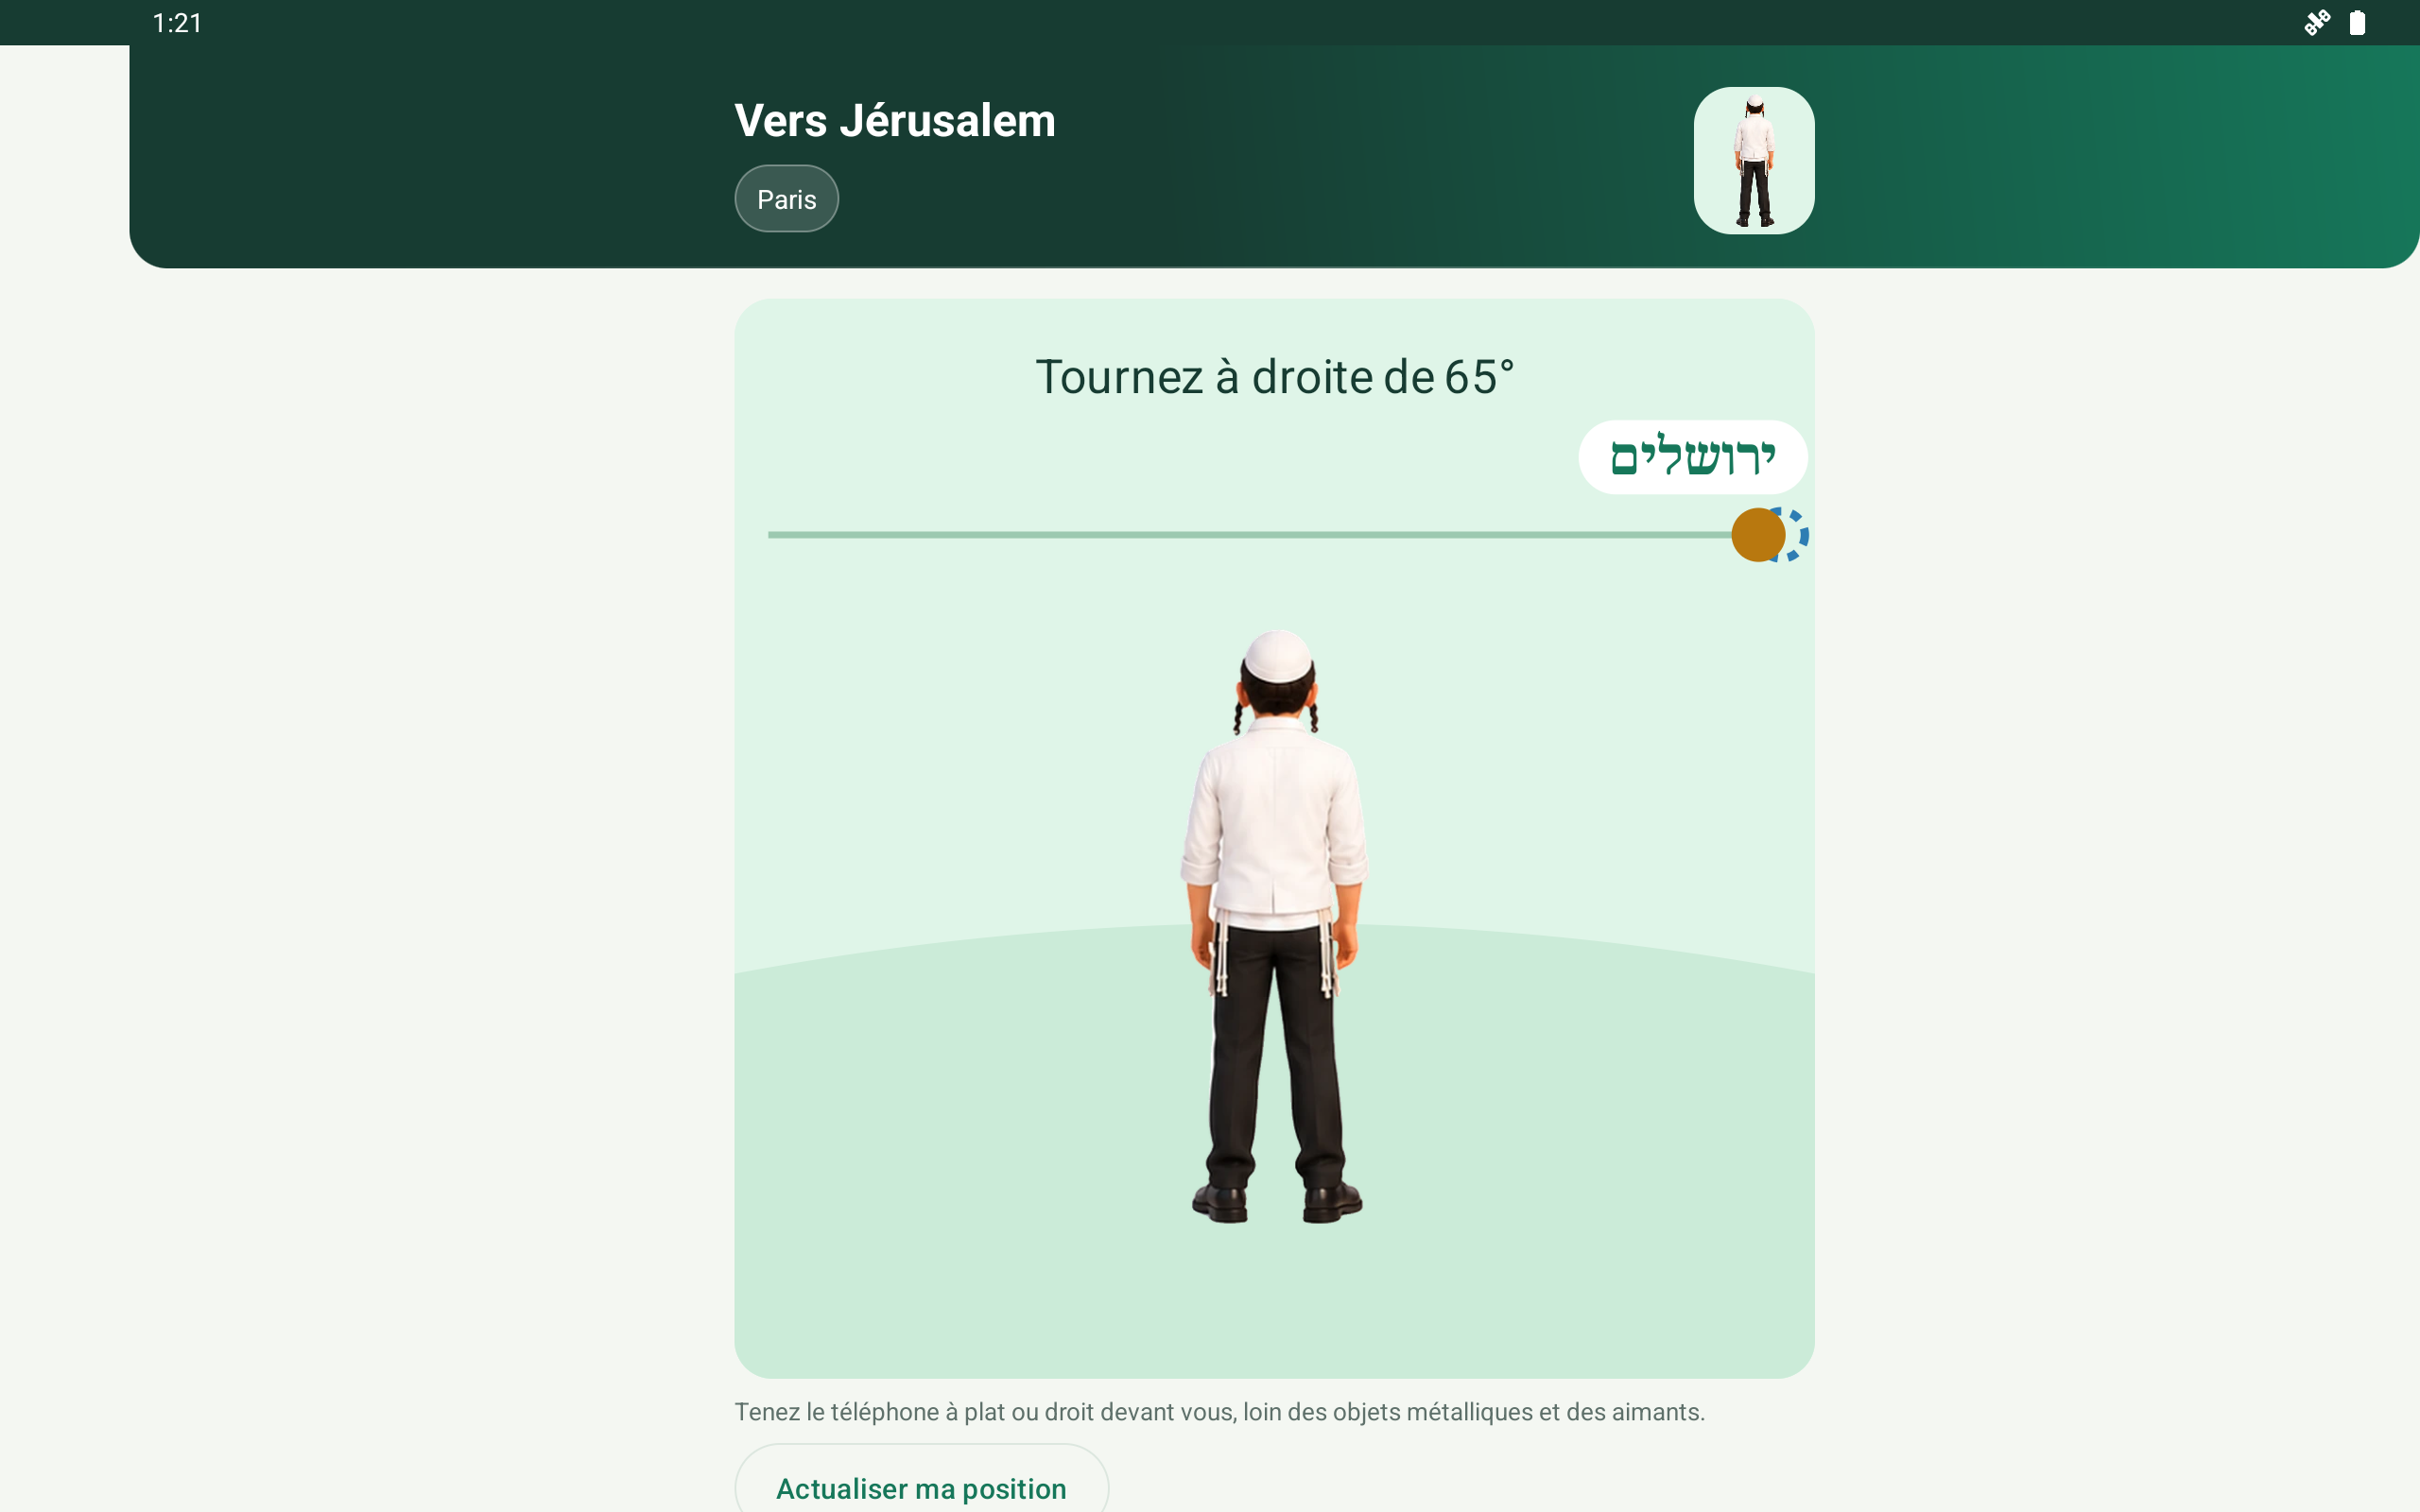 1:21
Vers Jérusalem
Paris
Tournez à droite de 65°
ירושלים
Tenez le téléphone à plat ou droit devant vous, loin des objets métalliques et des aimants.
Actualiser ma position